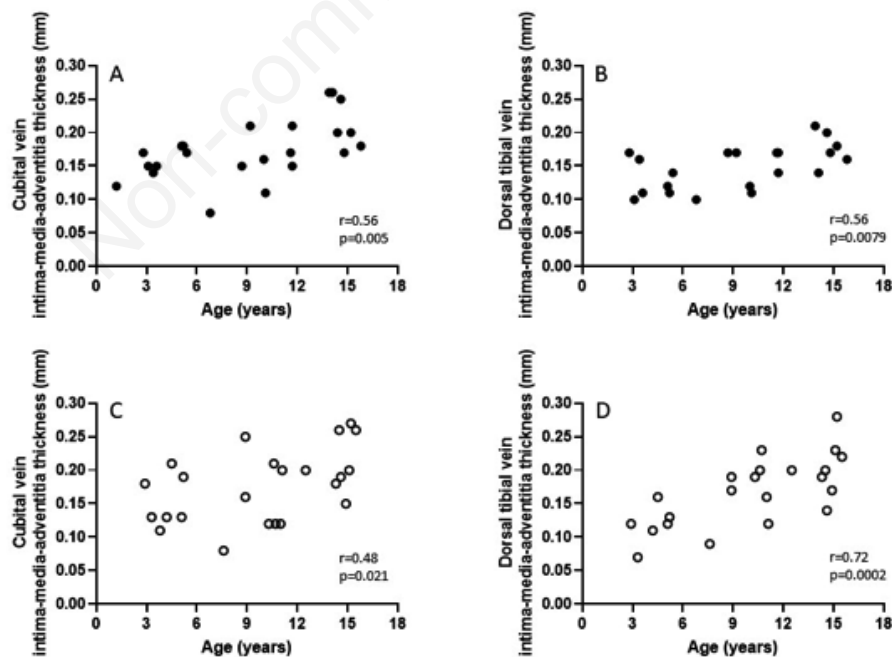 Non-comm
A
Cubital vein
intima-media-adventitia thickness (mm)
0.30
0.25
0.20
0.15
0.10
0.05
0.00
r=0.56
p=0.005
0 3 6 9 12 15 18
Age (years)
B
Dorsal tibial vein
intima-media-adventitia thickness (mm)
0.30
0.25
0.20
0.15
0.10
0.05
0.00
r=0.56
p=0.0079
0 3 6 9 12 15 18
Age (years)
C
Cubital vein
intima-media-adventitia thickness (mm)
0.30
0.25
0.20
0.15
0.10
0.05
0.00
r=0.48
p=0.021
0 3 6 9 12 15 18
Age (years)
D
Dorsal tibial vein
intima-media-adventitia thickness (mm)
0.30
0.25
0.20
0.15
0.10
0.05
0.00
r=0.72
p=0.0002
0 3 6 9 12 15 18
Age (years)